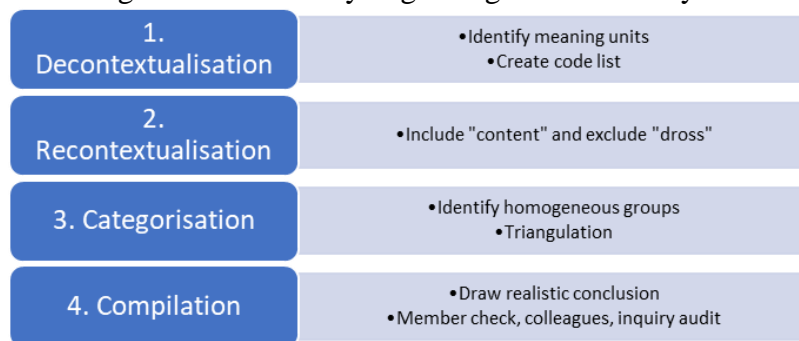 1.
Decontextualisation
•Identify meaning units
•Create code list
2.
Recontextualisation
•Include "content" and exclude "dross"
3. Categorisation
•Identify homogeneous groups
•Triangulation
4. Compilation
•Draw realistic conclusion
•Member check, colleagues, inquiry audit